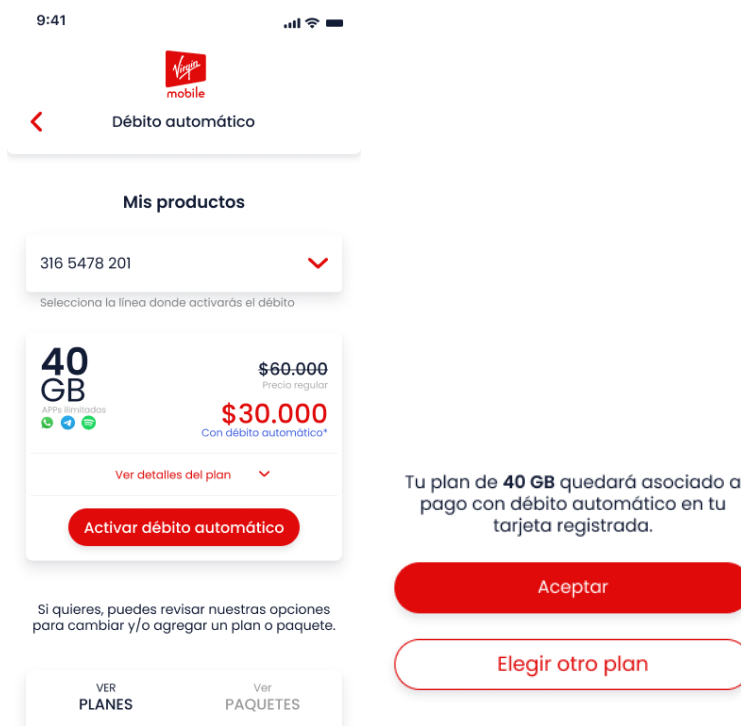 9:41
Virgin
mobile
Débito automático
Mis productos
316 5478 201
Selecciona la línea donde activarás el débito
40
GB
APPs ilimitadas
$60.000
Precio regular
$30.000
Con débito automático*
Ver detalles del plan
Activar débito automático
Si quieres, puedes revisar nuestras opciones
para cambiar y/o agregar un plan o paquete.
VER
PLANES
Ver
PAQUETES
Tu plan de 40 GB quedará asociado a
pago con débito automático en tu
tarjeta registrada.
Aceptar
Elegir otro plan